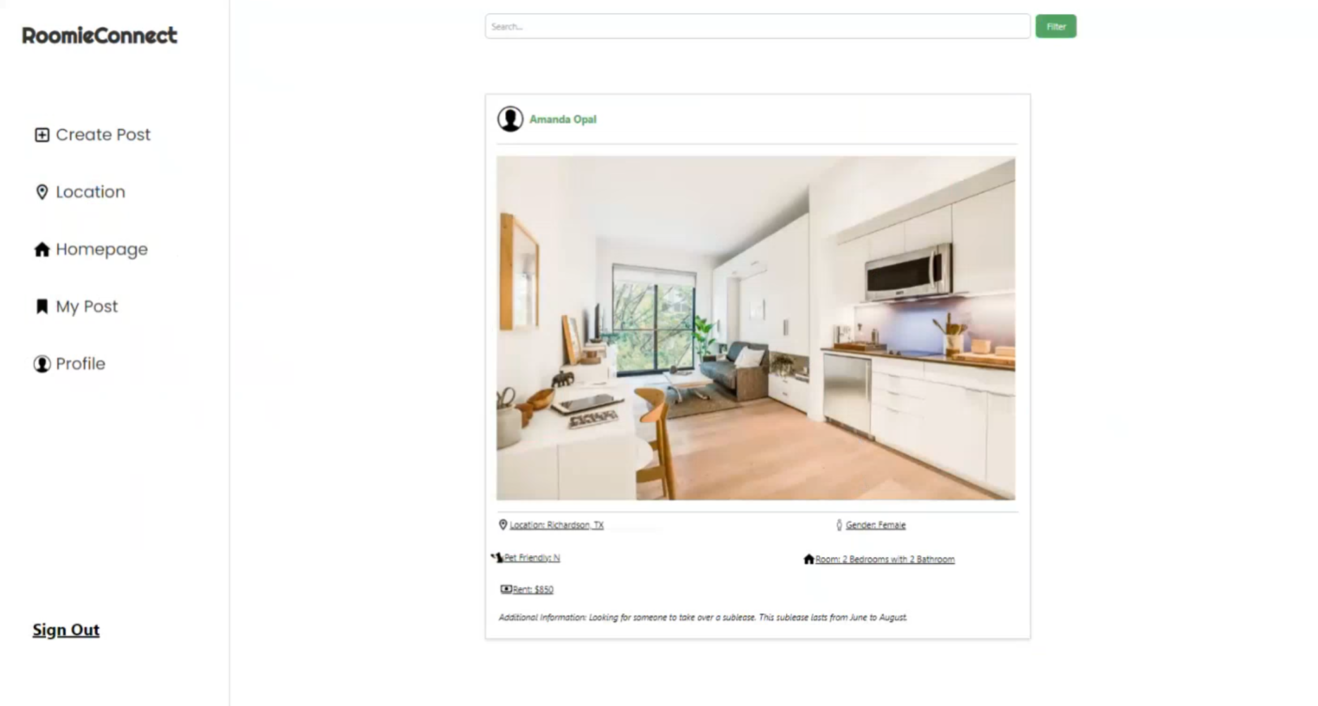 RoomieConnect
Search...
Filter
Create Post
Location
Homepage
My Post
Profile
Sign Out
Amanda Opal
Location: Richardson, TX
Gender: Female
Pet Friendly: N
Room: 2 Bedrooms with 2 Bathroom
Rent: $850
Additional Information: Looking for someone to take over a sublease. This sublease lasts from June to August.